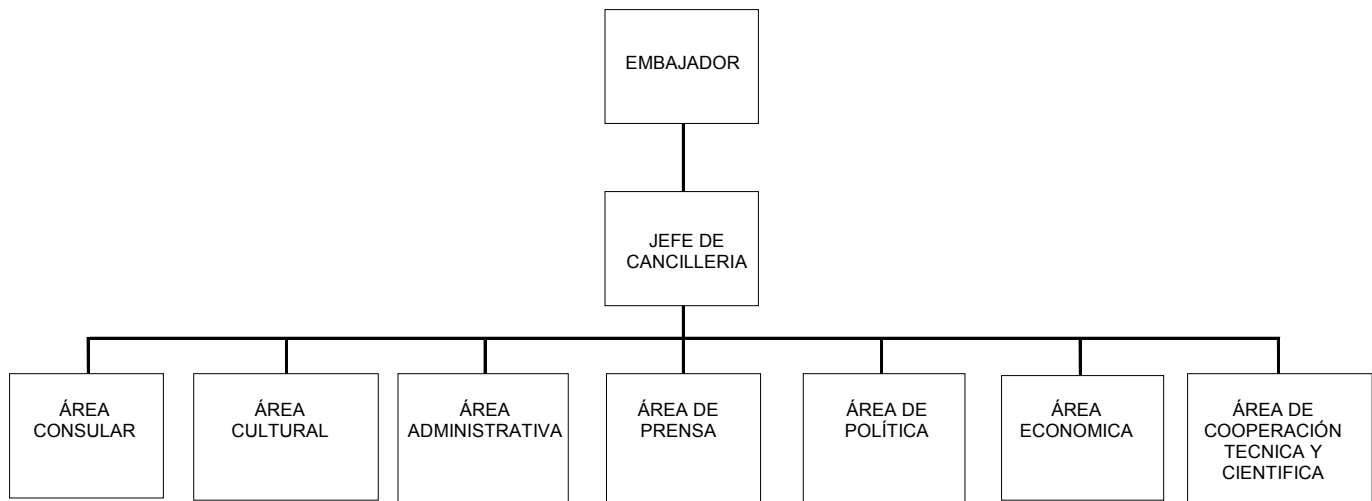 EMBAJADOR
JEFE DE
CANCILLERIA
ÁREA
CONSULAR
ÁREA
CULTURAL
ÁREA
ADMINISTRATIVA
ÁREA DE
PRENSA
ÁREA DE
POLÍTICA
ÁREA
ECONOMICA
ÁREA DE
COOPERACIÓN
TECNICA Y
CIENTIFICA